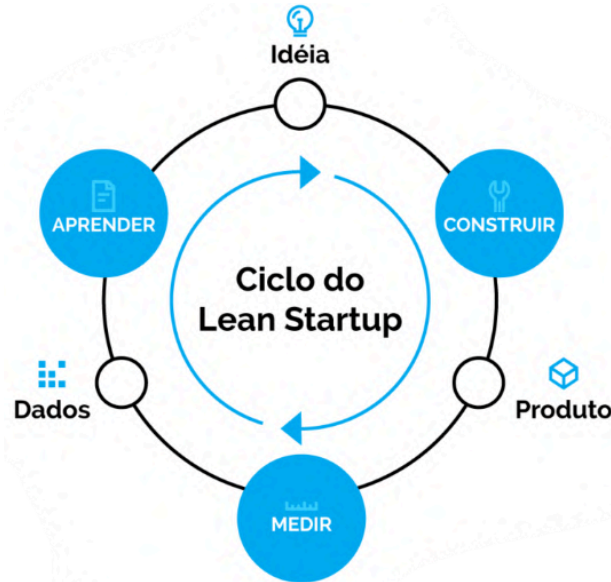 Idéia
APRENDER
CONSTRUIR
Ciclo do
Lean Startup
Dados
Produto
MEDIR